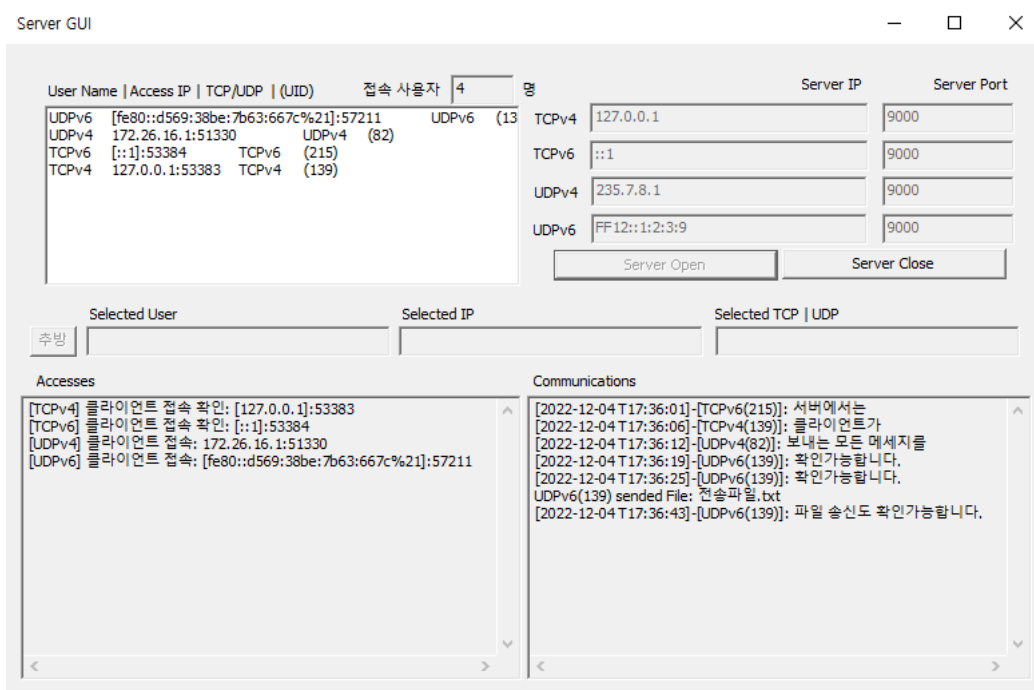 Server GUI
User Name | Access IP | TCP/UDP | (UID) 접속 사용자 4 명
UDPv6 [fe80::d569:38be:7b63:667c%21]:57211 UDPv6 (13
UDPv4 172.26.16.1:51330 UDPv4 (82)
TCPv6 [::1]:53384 TCPv6 (215)
TCPv4 127.0.0.1:53383 TCPv4 (139)
Server IP Server Port
TCPv4 127.0.0.1 9000
TCPv6 ::1 9000
UDPv4 235.7.8.1 9000
UDPv6 FF12::1:2:3:9 9000
Server Open Server Close
Selected User Selected IP Selected TCP | UDP
추방
Accesses
[TCPv4] 클라이언트 접속 확인: [127.0.0.1]:53383
[TCPv6] 클라이언트 접속 확인: [::1]:53384
[UDPv4] 클라이언트 접속: 172.26.16.1:51330
[UDPv6] 클라이언트 접속: [fe80::d569:38be:7b63:667c%21]:57211
Communications
[2022-12-04T17:36:01]-[TCPv6(215)]: 서버에서는
[2022-12-04T17:36:06]-[TCPv4(139)]: 클라이언트가
[2022-12-04T17:36:12]-[UDPv4(82)]: 보내는 모든 메세지를
[2022-12-04T17:36:19]-[UDPv6(139)]: 확인가능합니다.
[2022-12-04T17:36:25]-[UDPv6(139)]: 확인가능합니다.
UDPv6(139) sended File: 전송파일.txt
[2022-12-04T17:36:43]-[UDPv6(139)]: 파일 송신도 확인가능합니다.